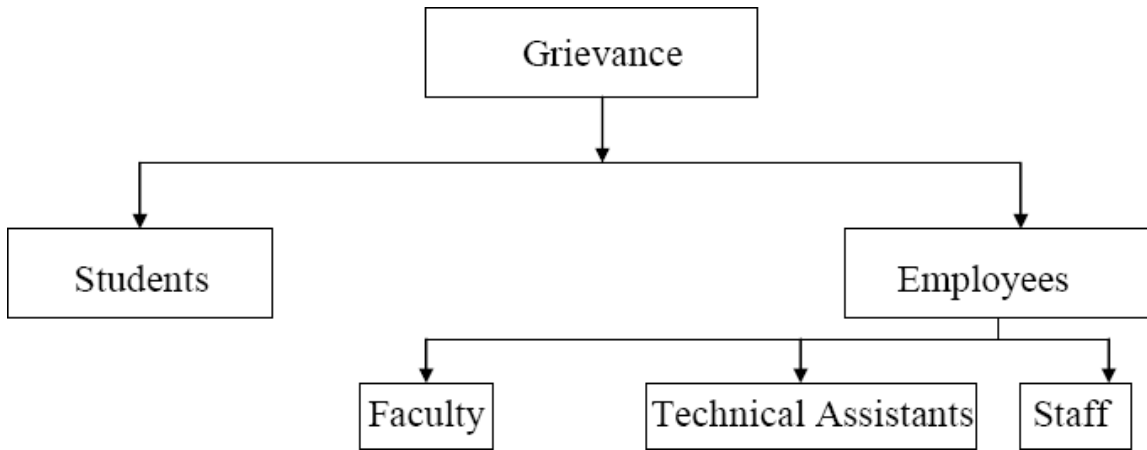 Grievance
Students
Employees
Faculty
Technical Assistants
Staff